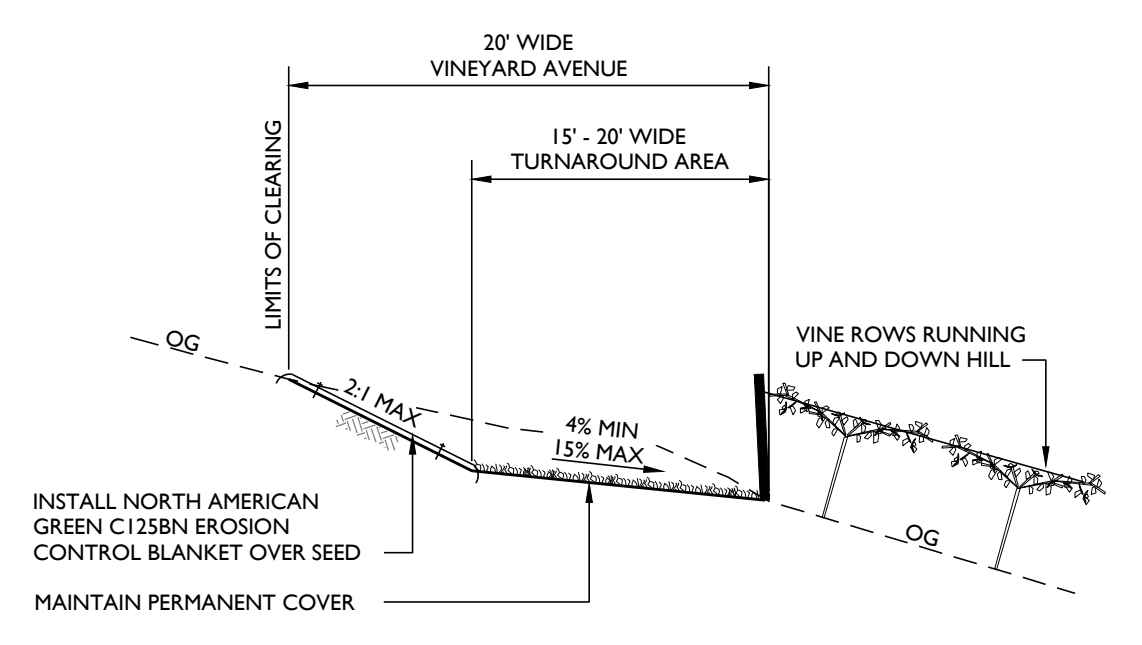 20' WIDE
VINEYARD AVENUE
15' - 20' WIDE
TURNAROUND AREA
LIMITS OF CLEARING
OG
2:1 MAX
4% MIN
15% MAX
VINE ROWS RUNNING
UP AND DOWN HILL
INSTALL NORTH AMERICAN
GREEN C125BN EROSION
CONTROL BLANKET OVER SEED
OG
MAINTAIN PERMANENT COVER